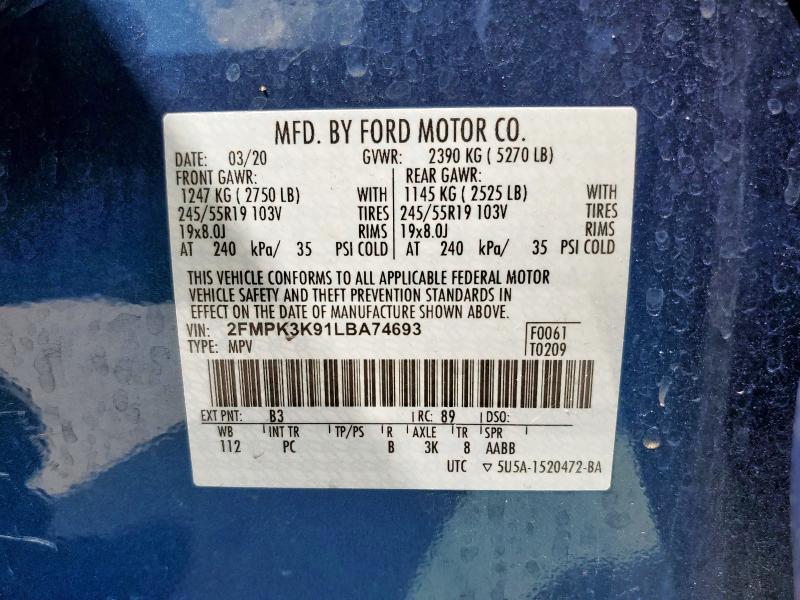 MFD. BY FORD MOTOR CO.
DATE: 03/20 GVWR: 2390 KG ( 5270 LB)
FRONT GAWR: REAR GAWR:
1247 KG ( 2750 LB) WITH 1145 KG ( 2525 LB) WITH
245/55R19 103V TIRES 245/55R19 103V TIRES
19x8.0J RIMS 19x8.0J RIMS
AT 240 kPa/ 35 PSI COLD AT 240 kPa/ 35 PSI COLD
THIS VEHICLE CONFORMS TO ALL APPLICABLE FEDERAL MOTOR
VEHICLE SAFETY AND THEFT PREVENTION STANDARDS IN
EFFECT ON THE DATE OF MANUFACTURE SHOWN ABOVE.
VIN: 2FMPK3K91LBA74693 F0061
TYPE: MPV T0209
EXT PNT: B3 RC: 89 DSO:
WB INT TR TP/PS R AXLE TR SPR
112 PC B 3K 8 AABB
UTC ▽ 5U5A-1520472-BA